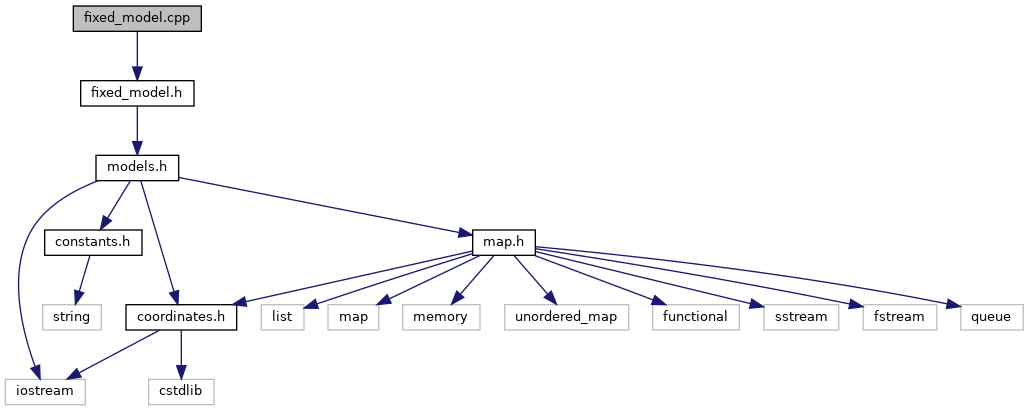 fixed_model.cpp
fixed_model.h
models.h
constants.h
map.h
string
coordinates.h
list
map
memory
unordered_map
functional
sstream
fstream
queue
iostream
cstdlib